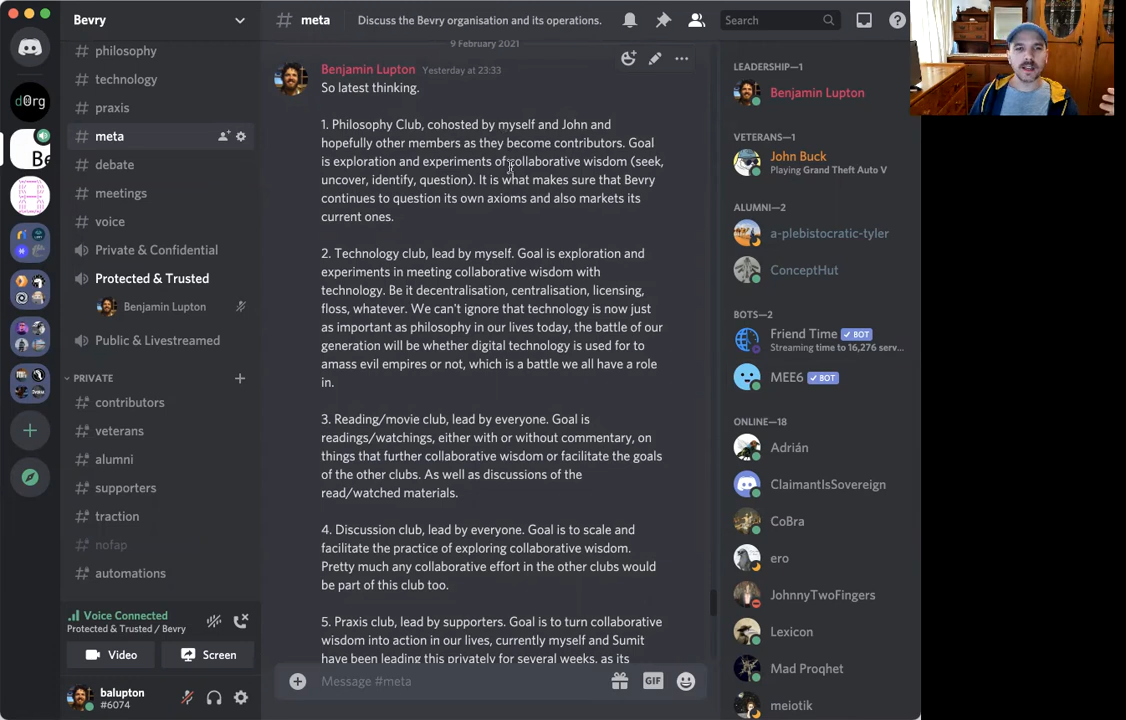 Bevry
philosophy
technology
praxis
meta
debate
meetings
voice
Private & Confidential
Protected & Trusted
Benjamin Lupton
Public & Livestreamed
PRIVATE
contributors
veterans
alumni
supporters
traction
nofap
automations
Voice Connected
Protected & Trusted / Bevry
Video
Screen
balupton
#6074
dOrg
Be
# meta
Discuss the Bevry organisation and its operations.
Search
9 February 2021
Benjamin Lupton Yesterday at 23:33
So latest thinking.
1. Philosophy Club, cohosted by myself and John and
hopefully other members as they become contributors. Goal
is exploration and experiments of collaborative wisdom (seek,
uncover, identify, question). It is what makes sure that Bevry
continues to question its own axioms and also markets its
current ones.
2. Technology club, lead by myself. Goal is exploration and
experiments in meeting collaborative wisdom with
technology. Be it decentralisation, centralisation, licensing,
floss, whatever. We can't ignore that technology is now just
as important as philosophy in our lives today, the battle of our
generation will be whether digital technology is used for to
amass evil empires or not, which is a battle we all have a role
in.
3. Reading/movie club, lead by everyone. Goal is
readings/watchings, either with or without commentary, on
things that further collaborative wisdom or facilitate the goals
of the other clubs. As well as discussions of the
read/watched materials.
4. Discussion club, lead by everyone. Goal is to scale and
facilitate the practice of exploring collaborative wisdom.
Pretty much any collaborative effort in the other clubs would
be part of this club too.
5. Praxis club, lead by supporters. Goal is to turn collaborative
wisdom into action in our lives, currently myself and Sumit
have been leading this privately for several weeks, as its
Message #meta
GIF
LEADERSHIP—1
Benjamin Lupton
VETERANS—1
John Buck
Playing Grand Theft Auto V
ALUMNI—2
a-plebistocratic-tyler
ConceptHut
BOTS—2
Friend Time BOT
Streaming time to 16,276 serv...
MEE6 BOT
ONLINE—18
Adrián
ClaimantIsSovereign
CoBra
ero
JohnnyTwoFingers
Lexicon
Mad Proqhet
meiotik